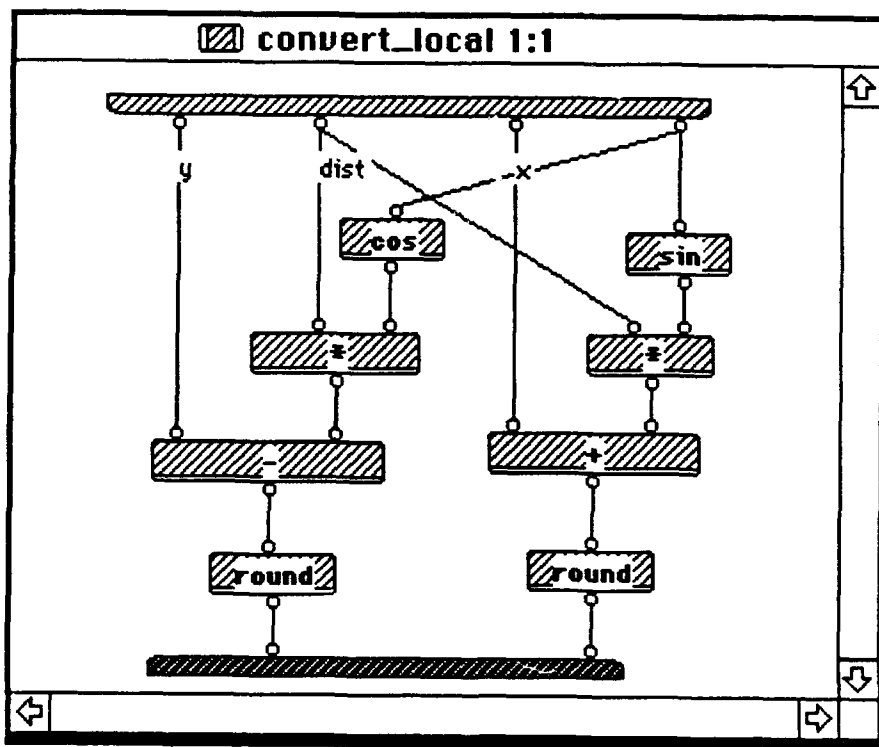 convert_local 1:1
y dist x
cos
sin
* *
- +
round round